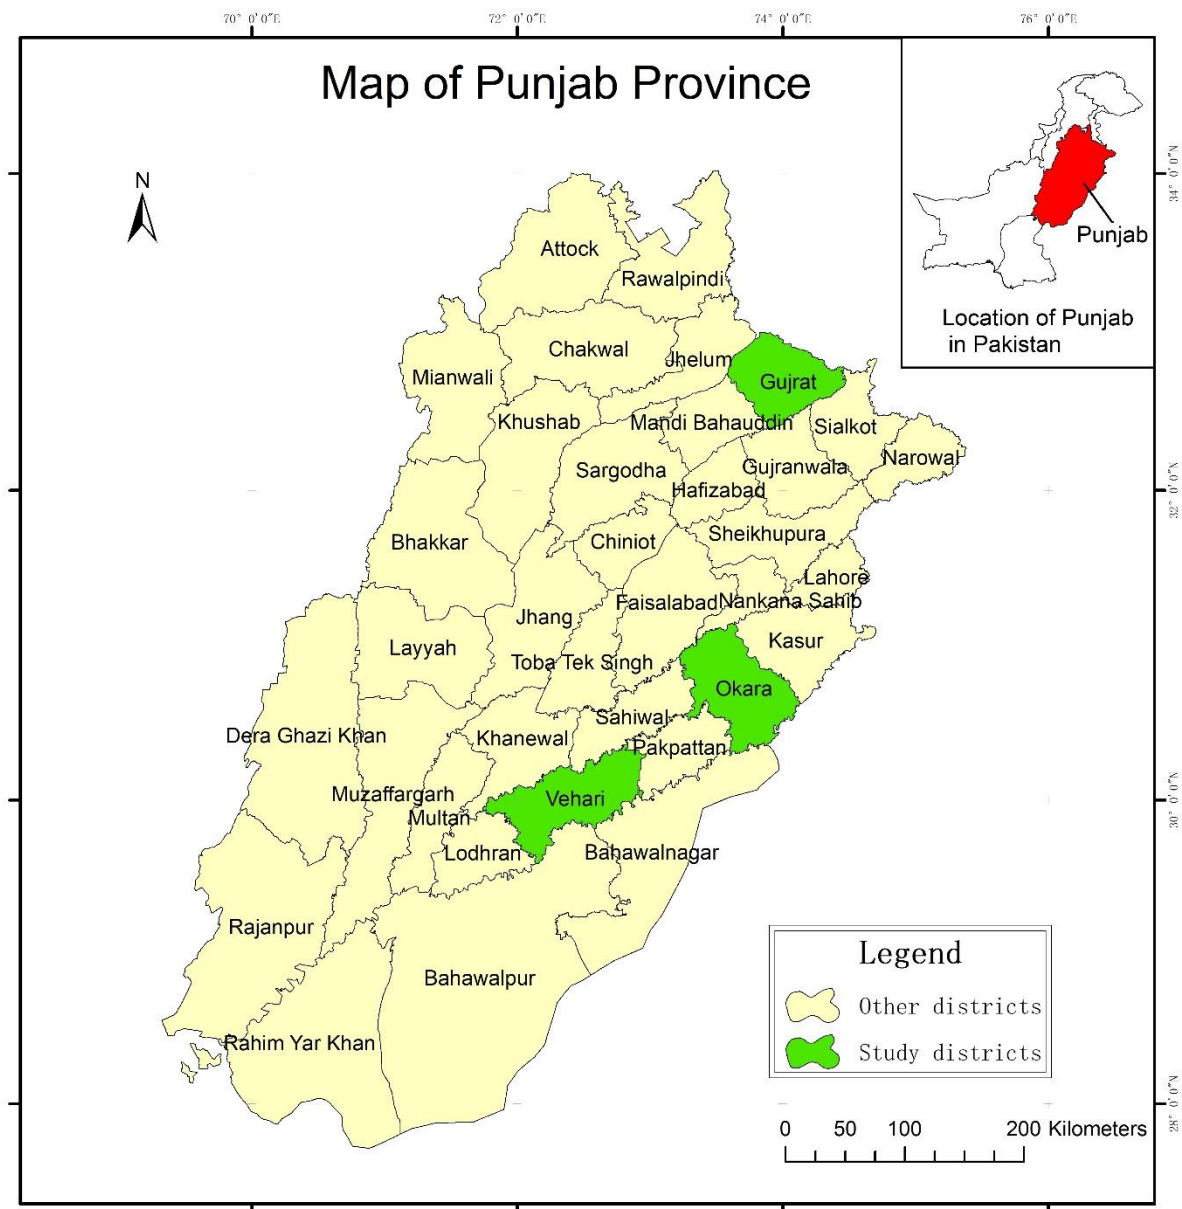 70° 0'0"E
72° 0'0"E
74° 0'0"E
76° 0'0"E
Map of Punjab Province
N
34° 0'0"N
Punjab
Location of Punjab
in Pakistan
Attock
Rawalpindi
Chakwal
Jhelum
Mianwali
Gujrat
Khushab
Mandi Bahauddin
Sialkot
Narowal
Sargodha
Gujranwala
Hafizabad
32° 0'0"N
Bhakkar
Chiniot
Sheikhupura
Lahore
Faisalabad
Nankana Sahib
Jhang
Kasur
Layyah
Toba Tek Singh
Okara
Sahiwal
Dera Ghazi Khan
Khanewal
Pakpattan
Muzaffargarh
Vehari
30° 0'0"N
Multan
Lodhran
Bahawalnagar
Rajanpur
Bahawalpur
Rahim Yar Khan
Legend
Other districts
Study districts
28° 0'0"N
0 50 100 200 Kilometers